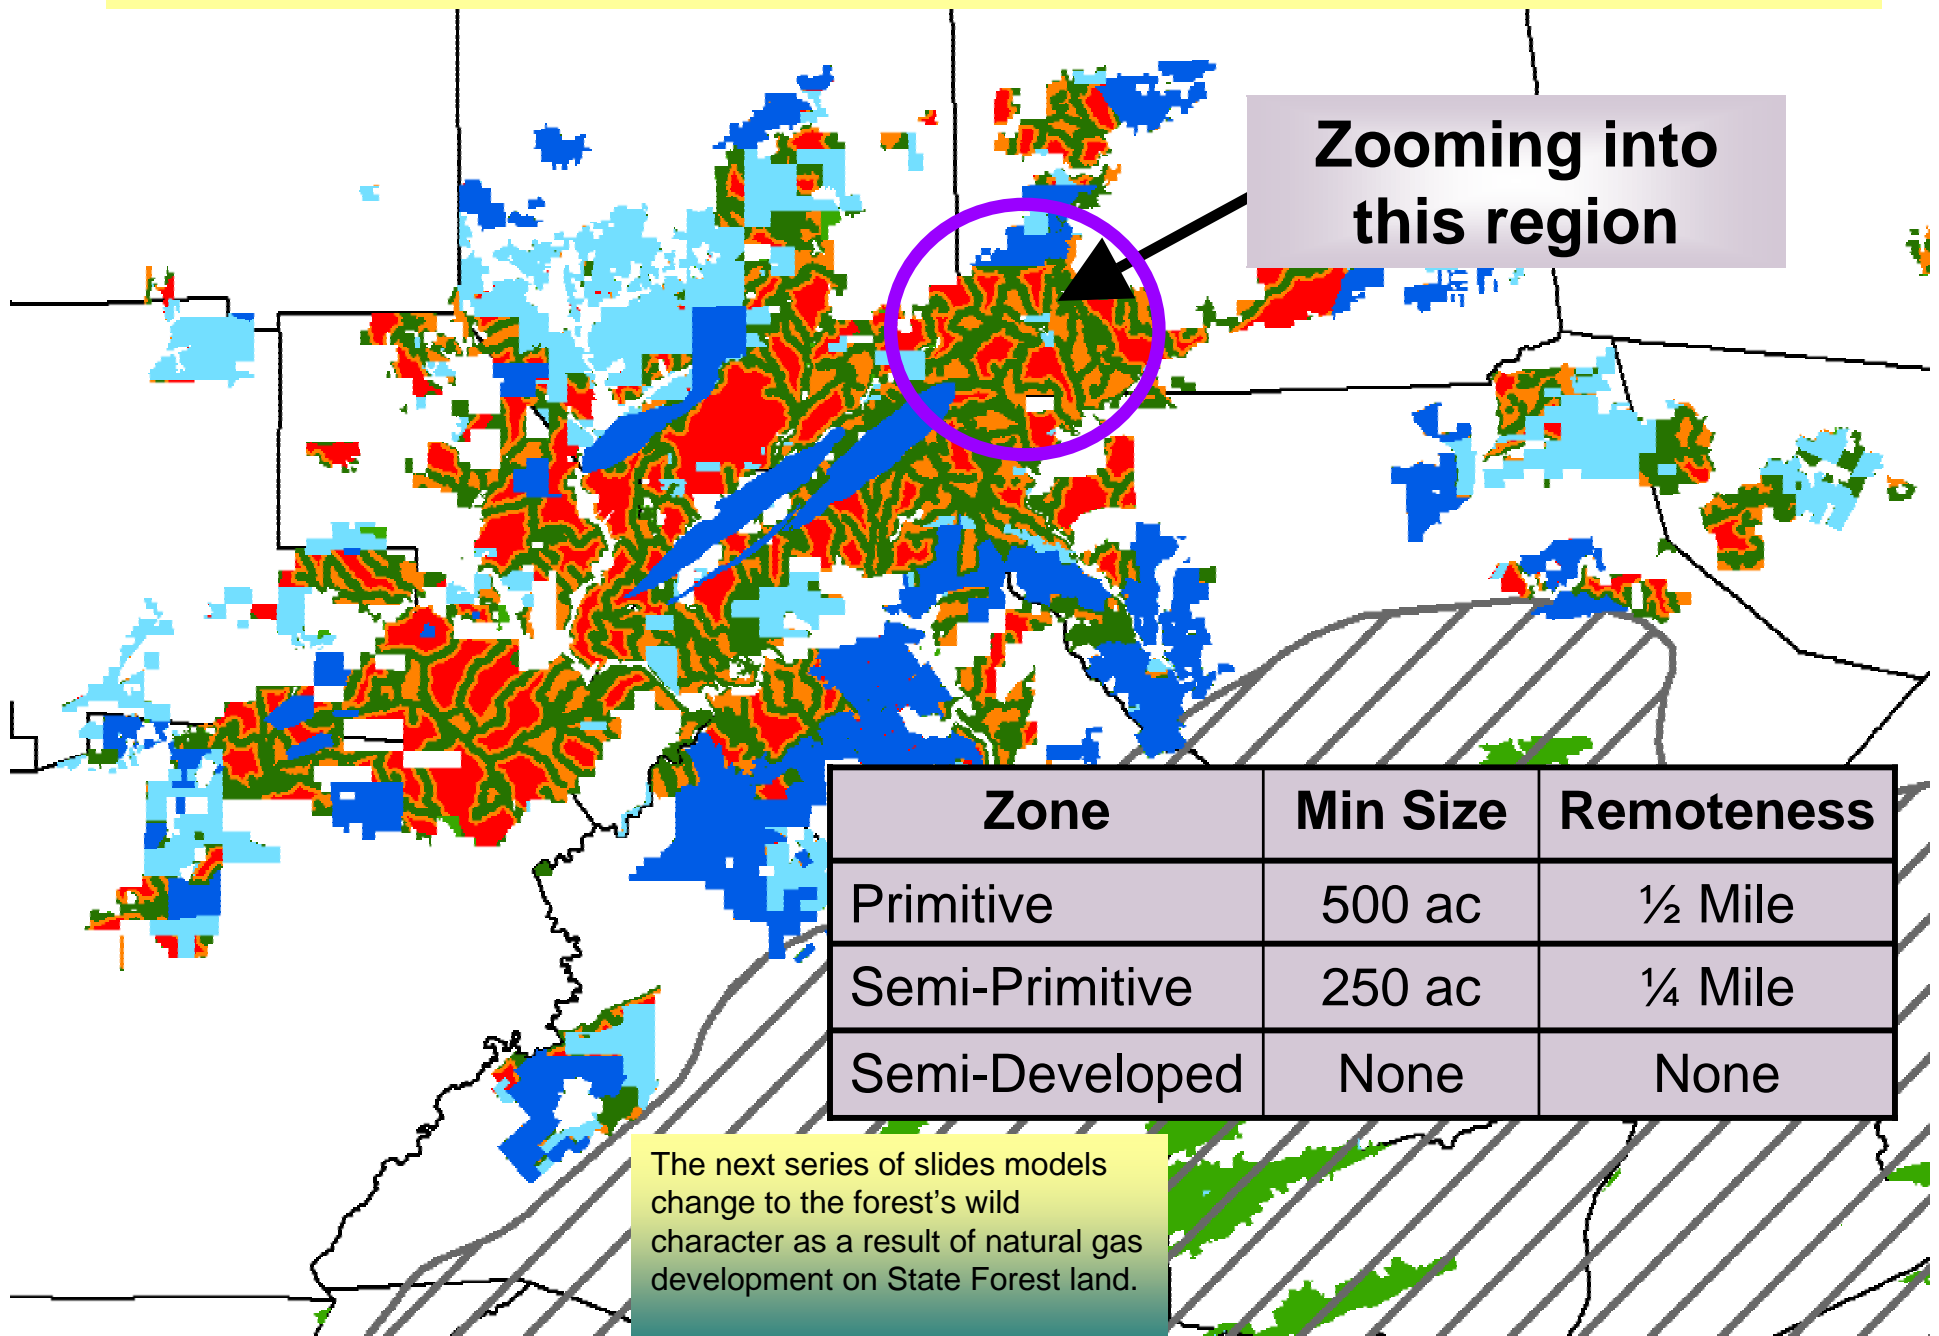 Zooming into
this region
Zone Min Size Remoteness
Primitive 500 ac ½ Mile
Semi-Primitive 250 ac ¼ Mile
Semi-Developed None None
The next series of slides models
change to the forest’s wild
character as a result of natural gas
development on State Forest land.